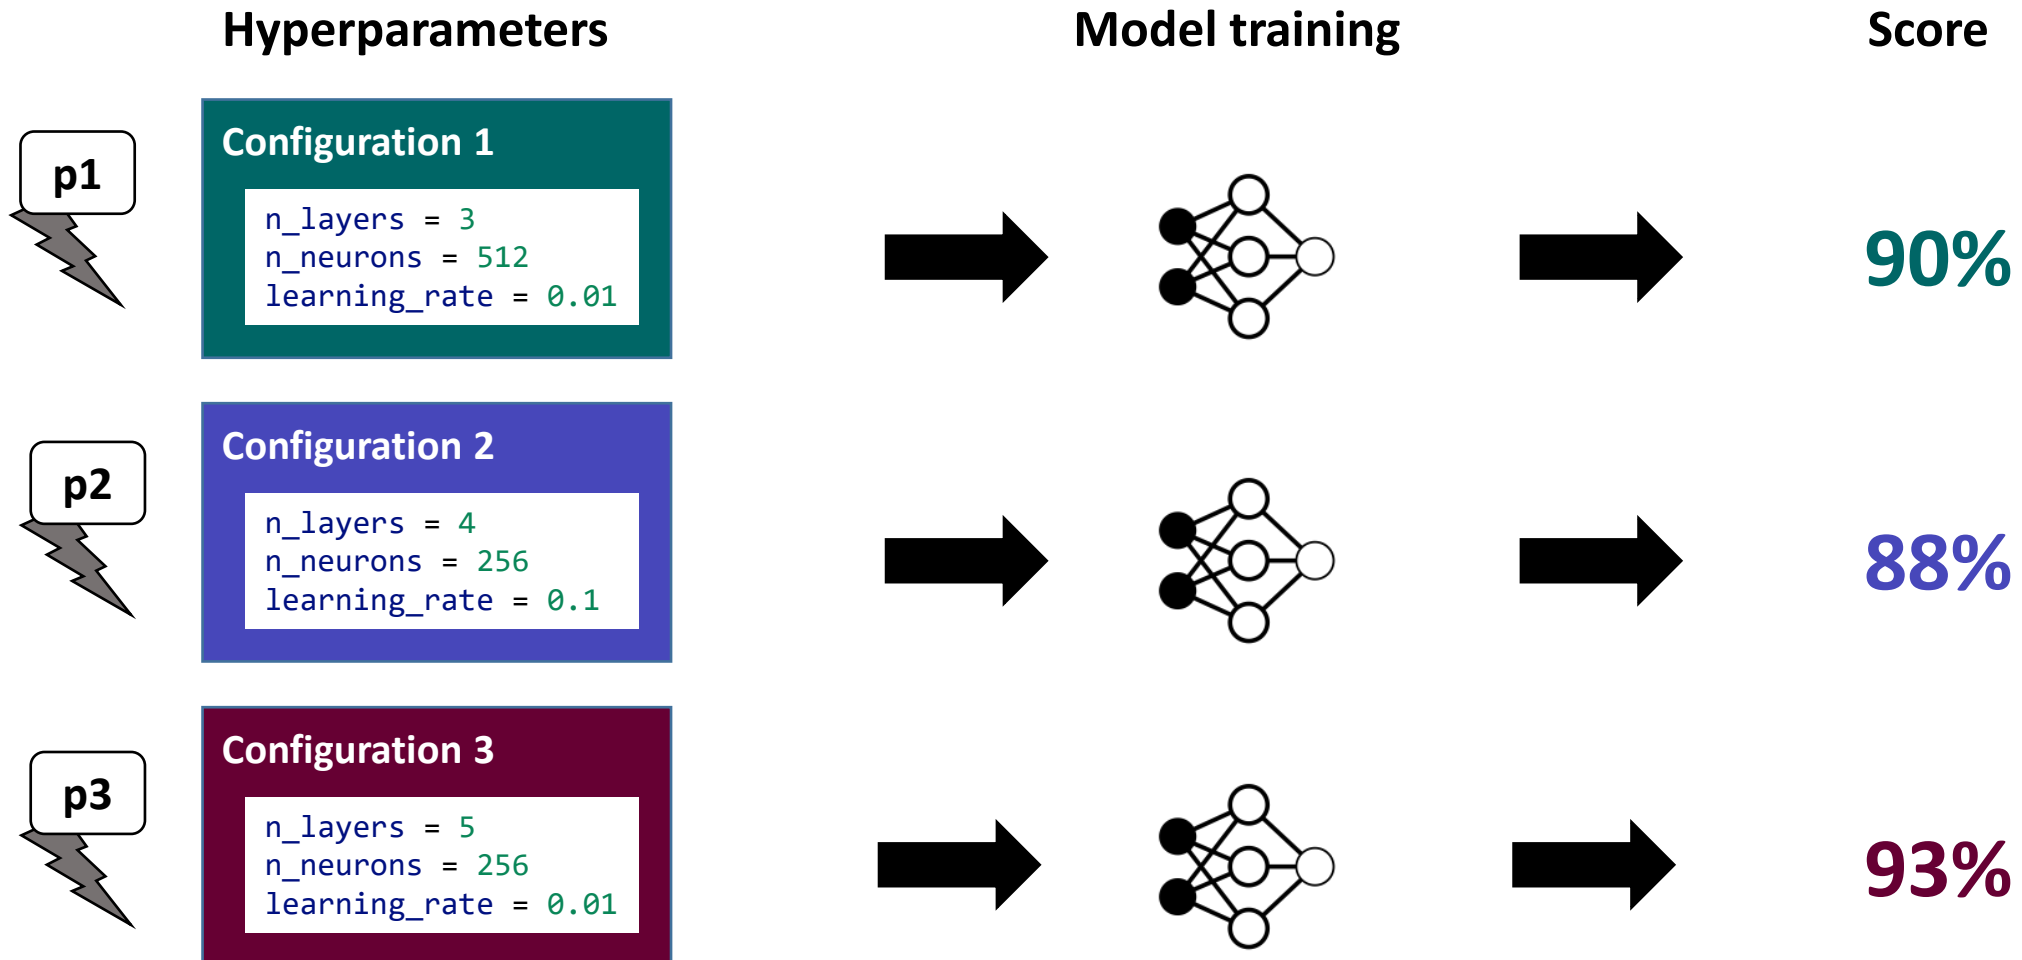 Hyperparameters
Model training
Score
p1
Configuration 1
n_layers = 3
n_neurons = 512
learning_rate = 0.01
90%
p2
Configuration 2
n_layers = 4
n_neurons = 256
learning_rate = 0.1
88%
p3
Configuration 3
n_layers = 5
n_neurons = 256
learning_rate = 0.01
93%